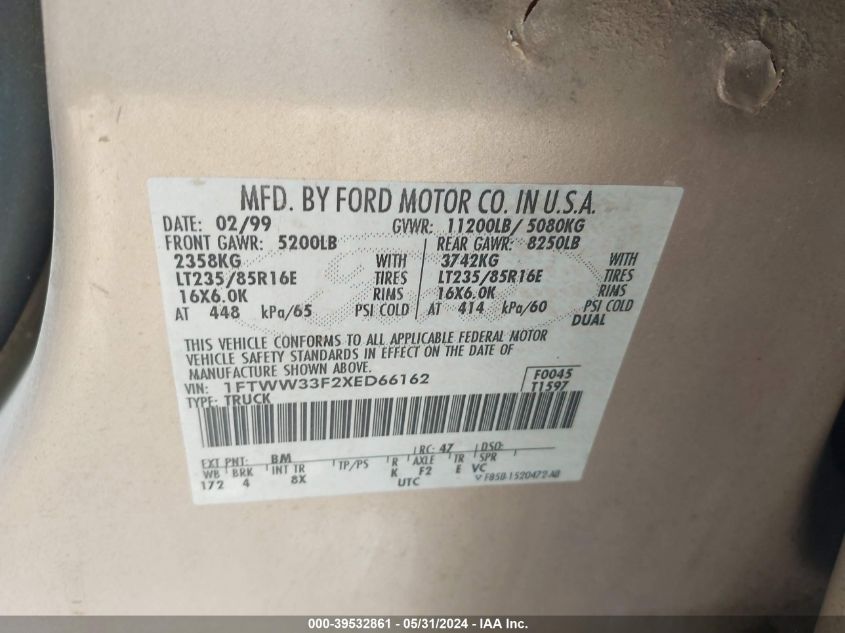 MFD. BY FORD MOTOR CO. IN U.S.A.
DATE: 02/99 GVWR: 11200LB/ 5080KG
FRONT GAWR: 5200LB REAR GAWR: 8250LB
2358KG WITH 3742KG WITH
LT235/85R16E TIRES LT235/85R16E TIRES
16X6.0K RIMS 16X6.0K RIMS
AT 448 kPa/65 PSI COLD AT 414 kPa/60 PSI COLD
DUAL
THIS VEHICLE CONFORMS TO ALL APPLICABLE FEDERAL MOTOR
VEHICLE SAFETY STANDARDS IN EFFECT ON THE DATE OF
MANUFACTURE SHOWN ABOVE.
VIN: 1FTWW33F2XED66162 F0045
TYPE: TRUCK T1597
EXT PNT: BM RC: 47 DSO:
WB BRK INT TR TP/PS R AXLE TR SPR
172 4 8X K F2 E VC
UTC F85B-1520472-AB
000-39532861 - 05/31/2024 - IAA Inc.